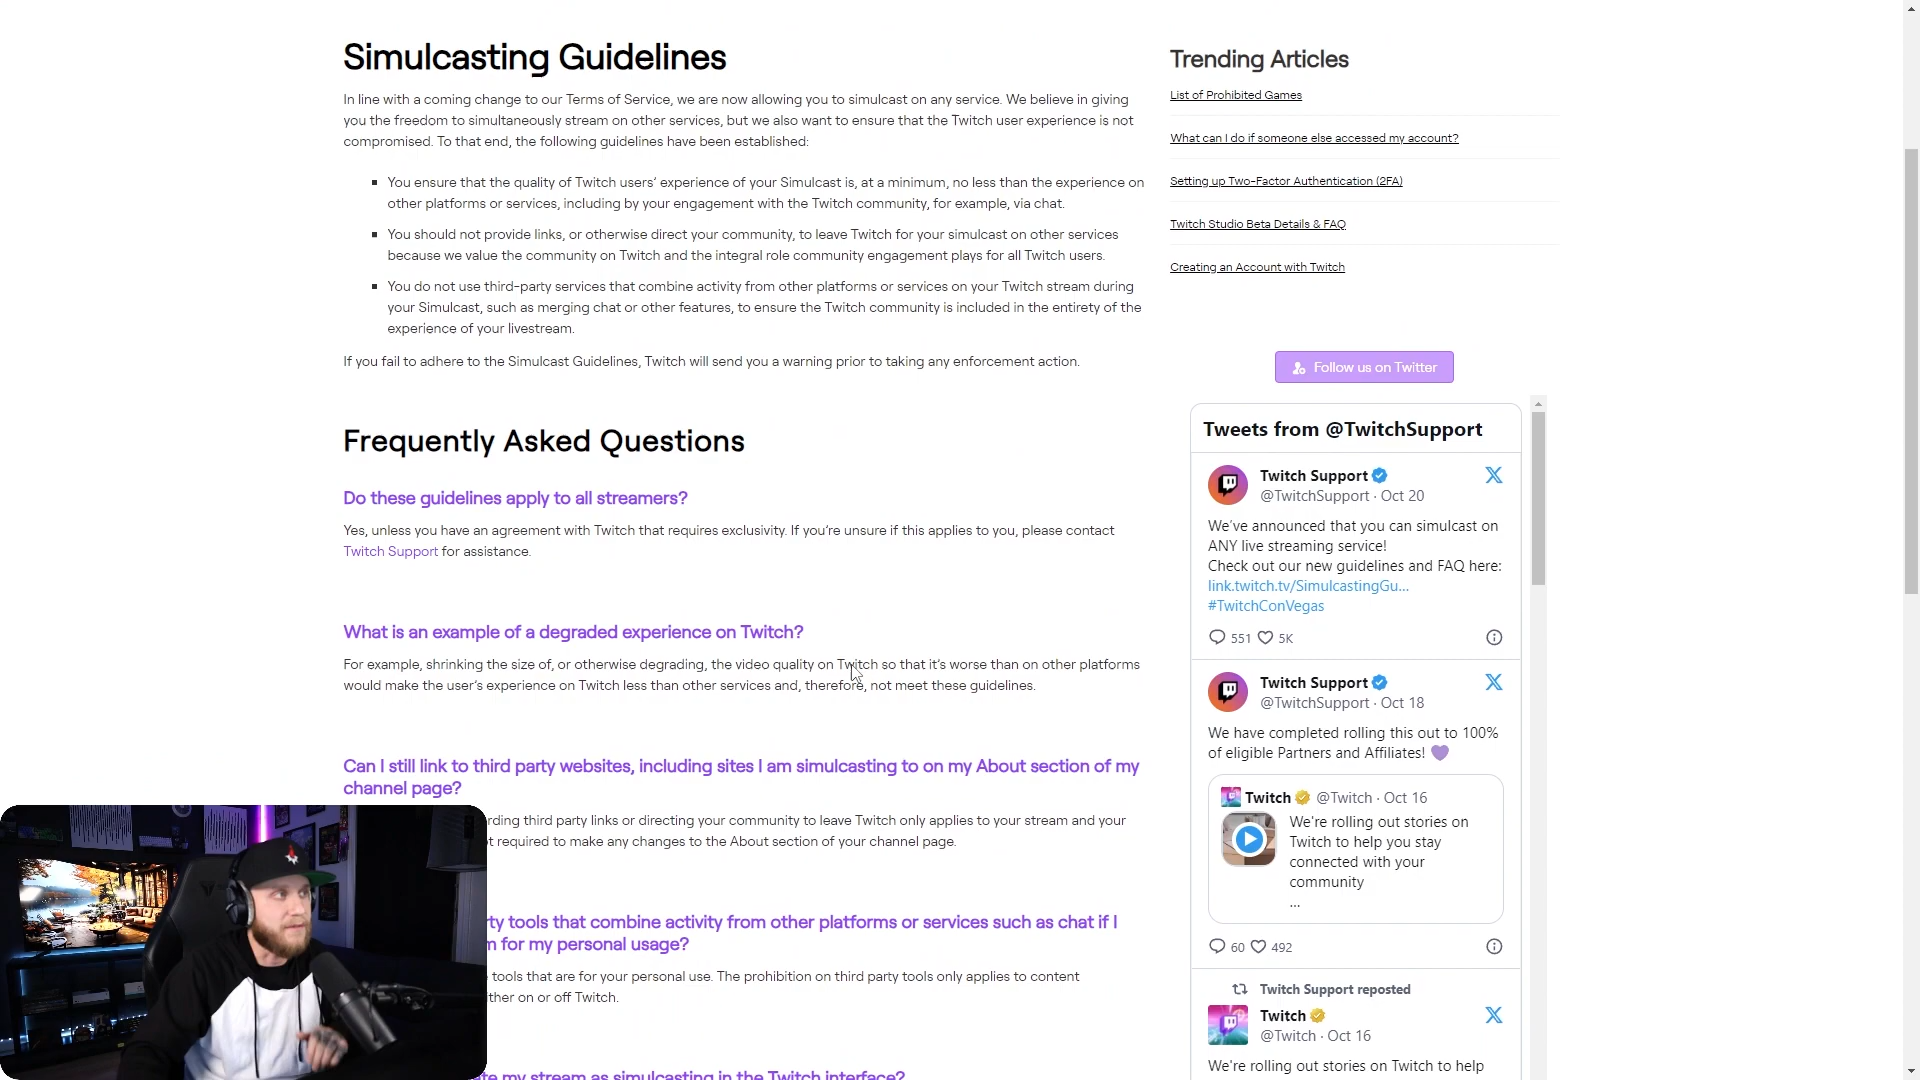 Simulcasting Guidelines
In line with a coming change to our Terms of Service, we are now allowing you to simulcast on any service. We believe in giving
you the freedom to simultaneously stream on other services, but we also want to ensure that the Twitch user experience is not
compromised. To that end, the following guidelines have been established:
You ensure that the quality of Twitch users’ experience of your Simulcast is, at a minimum, no less than the experience on
other platforms or services, including by your engagement with the Twitch community, for example, via chat.
You should not provide links, or otherwise direct your community, to leave Twitch for your simulcast on other services
because we value the community on Twitch and the integral role community engagement plays for all Twitch users.
You do not use third-party services that combine activity from other platforms or services on your Twitch stream during
your Simulcast, such as merging chat or other features, to ensure the Twitch community is included in the entirety of the
experience of your livestream.
If you fail to adhere to the Simulcast Guidelines, Twitch will send you a warning prior to taking any enforcement action.
Frequently Asked Questions
Do these guidelines apply to all streamers?
Yes, unless you have an agreement with Twitch that requires exclusivity. If you’re unsure if this applies to you, please contact
Twitch Support for assistance.
What is an example of a degraded experience on Twitch?
For example, shrinking the size of, or otherwise degrading, the video quality on Twitch so that it’s worse than on other platforms
would make the user’s experience on Twitch less than other services and, therefore, not meet these guidelines.
Can I still link to third party websites, including sites I am simulcasting to on my About section of my
channel page?
rding third party links or directing your community to leave Twitch only applies to your stream and your
t required to make any changes to the About section of your channel page.
ty tools that combine activity from other platforms or services such as chat if I
m for my personal usage?
tools that are for your personal use. The prohibition on third party tools only applies to content
ither on or off Twitch.
te my stream as simulcasting in the Twitch interface?
Trending Articles
List of Prohibited Games
What can I do if someone else accessed my account?
Setting up Two-Factor Authentication (2FA)
Twitch Studio Beta Details & FAQ
Creating an Account with Twitch
Follow us on Twitter
Tweets from @TwitchSupport
Twitch Support
@TwitchSupport · Oct 20
We’ve announced that you can simulcast on
ANY live streaming service!
Check out our new guidelines and FAQ here:
link.twitch.tv/SimulcastingGu…
#TwitchConVegas
551 5K
Twitch Support
@TwitchSupport · Oct 18
We have completed rolling this out to 100%
of eligible Partners and Affiliates! 💜
Twitch @Twitch · Oct 16
We're rolling out stories on
Twitch to help you stay
connected with your
community
...
60 492
Twitch Support reposted
Twitch
@Twitch · Oct 16
We're rolling out stories on Twitch to help